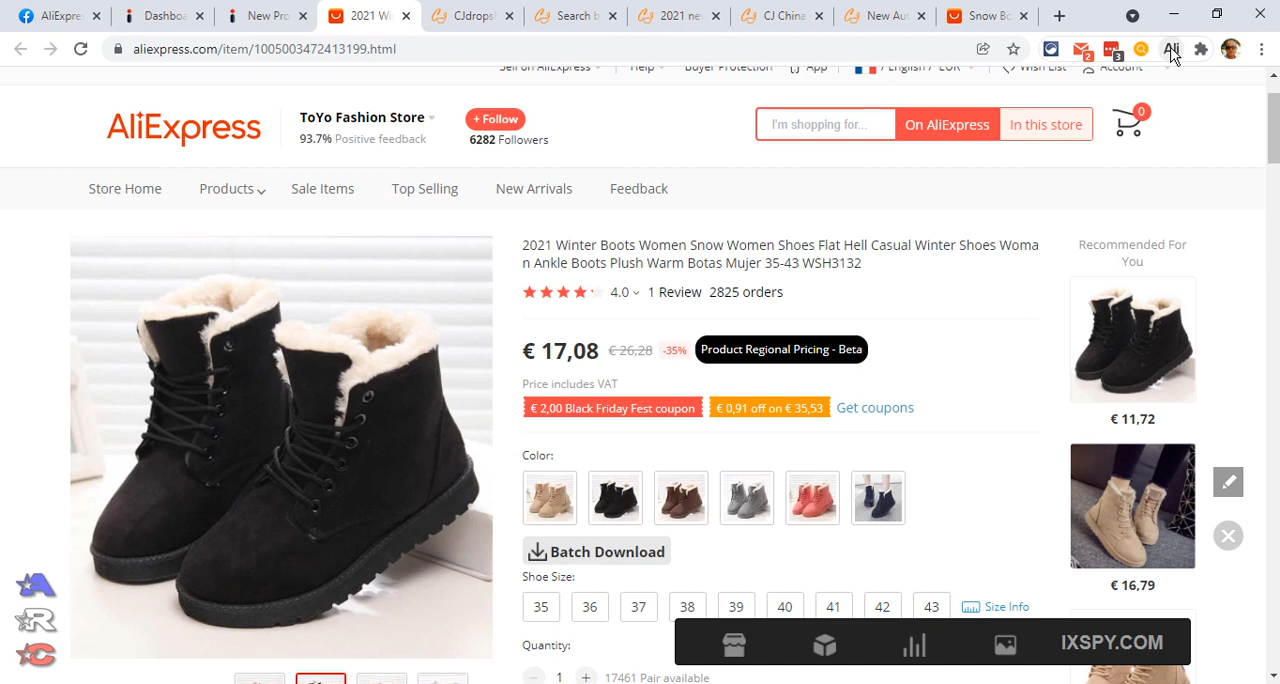 AliExpres
Dashboa
New Pro
2021 Wi
CJdrops
Search b
2021 ne
CJ China
New Aut
Snow Bo
aliexpress.com/item/1005003472413199.html
2
3
Ali
Sell on AliExpress
Help
Buyer Protection
App
/ English / EUR
Wish List
Account
AliExpress
ToYo Fashion Store
93.7% Positive feedback
+ Follow
6282 Followers
I'm shopping for...
On AliExpress
In this store
0
Store Home
Products
Sale Items
Top Selling
New Arrivals
Feedback
2021 Winter Boots Women Snow Women Shoes Flat Hell Casual Winter Shoes Woma
n Ankle Boots Plush Warm Botas Mujer 35-43 WSH3132
4.0
1 Review
2825 orders
€ 17,08
€ 26,28
-35%
Product Regional Pricing - Beta
Price includes VAT
€ 2,00 Black Friday Fest coupon
€ 0,91 off on € 35,53
Get coupons
Color:
Batch Download
Shoe Size:
35
36
37
38
39
40
41
42
43
Size Info
Quantity:
1
17461 Pair available
Recommended For
You
€ 11,72
€ 16,79
A
R
C
IXSPY.COM